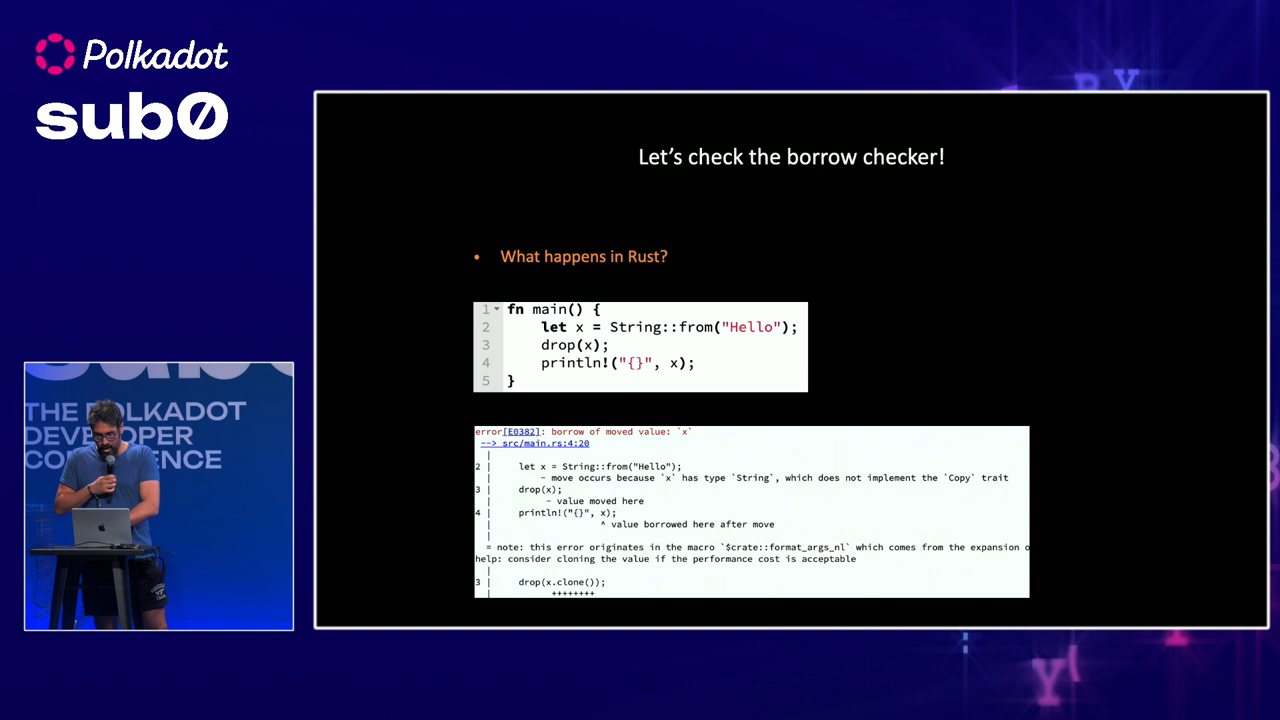 Polkadot
sub0
Let's check the borrow checker!
• What happens in Rust?
1 fn main() {
2 let x = String::from("Hello");
3 drop(x);
4 println!("{}", x);
5 }
error[E0382]: borrow of moved value: `x`
--> src/main.rs:4:20
|
2 | let x = String::from("Hello");
| - move occurs because `x` has type `String`, which does not implement the `Copy` trait
3 | drop(x);
| - value moved here
4 | println!("{}", x);
| ^ value borrowed here after move
|
= note: this error originates in the macro `$crate::format_args_nl` which comes from the expansion o
help: consider cloning the value if the performance cost is acceptable
|
3 | drop(x.clone());
| ++++++++
THE POLKADOT
DEVELOPER
CONFERENCE